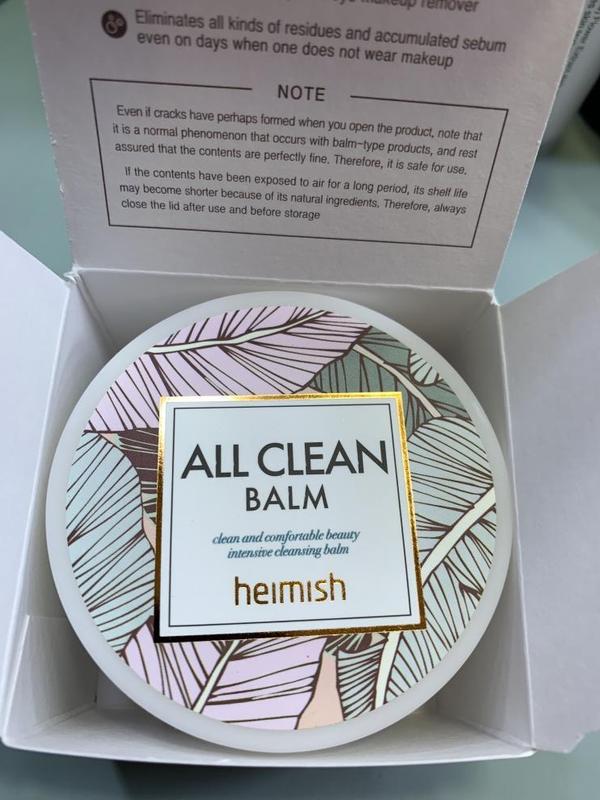 makeup remover
Eliminates all kinds of residues and accumulated sebum
even on days when one does not wear makeup
NOTE
Even if cracks have perhaps formed when you open the product, note that
it is a normal phenomenon that occurs with balm-type products, and rest
assured that the contents are perfectly fine. Therefore, it is safe for use.
If the contents have been exposed to air for a long period, its shelf life
may become shorter because of its natural ingredients. Therefore, always
close the lid after use and before storage
ALL CLEAN
BALM
clean and comfortable beauty
intensive cleansing balm
heimish